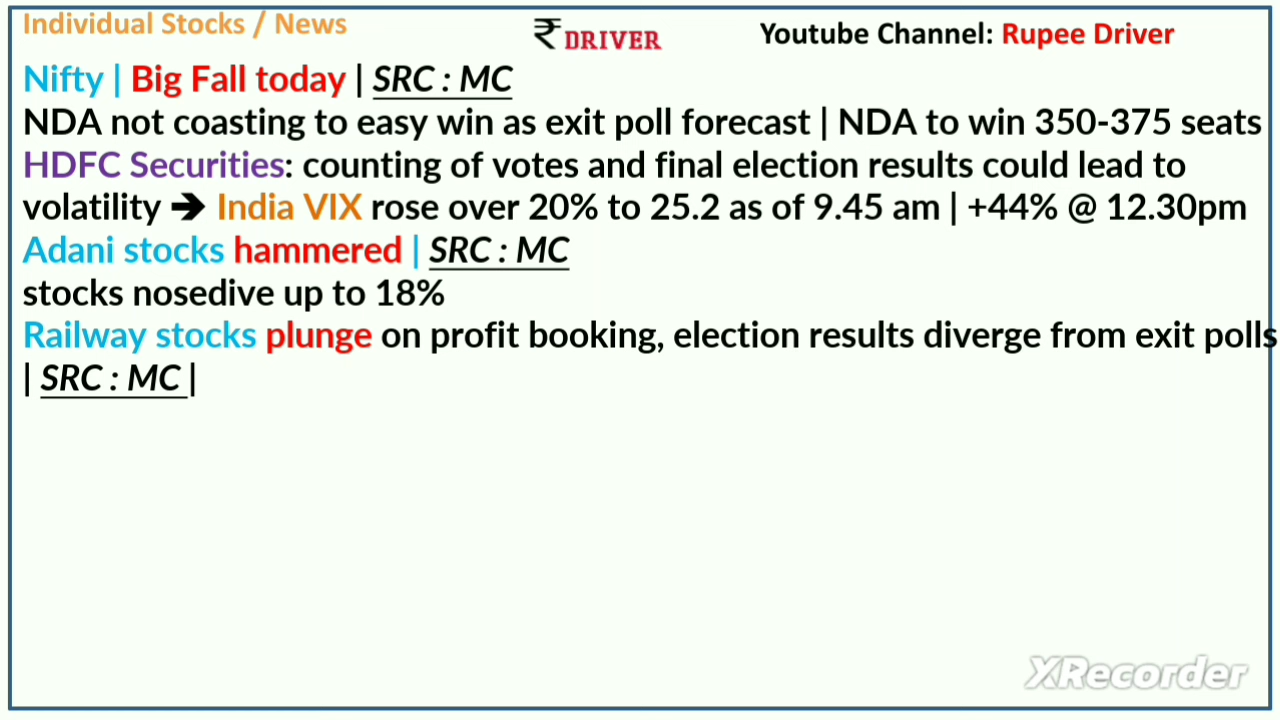 Individual Stocks / News
₹ DRIVER
Youtube Channel: Rupee Driver
Nifty | Big Fall today | SRC : MC
NDA not coasting to easy win as exit poll forecast | NDA to win 350-375 seats
HDFC Securities: counting of votes and final election results could lead to
volatility ➔ India VIX rose over 20% to 25.2 as of 9.45 am | +44% @ 12.30pm
Adani stocks hammered | SRC : MC
stocks nosedive up to 18%
Railway stocks plunge on profit booking, election results diverge from exit polls
| SRC : MC |
XRecorder